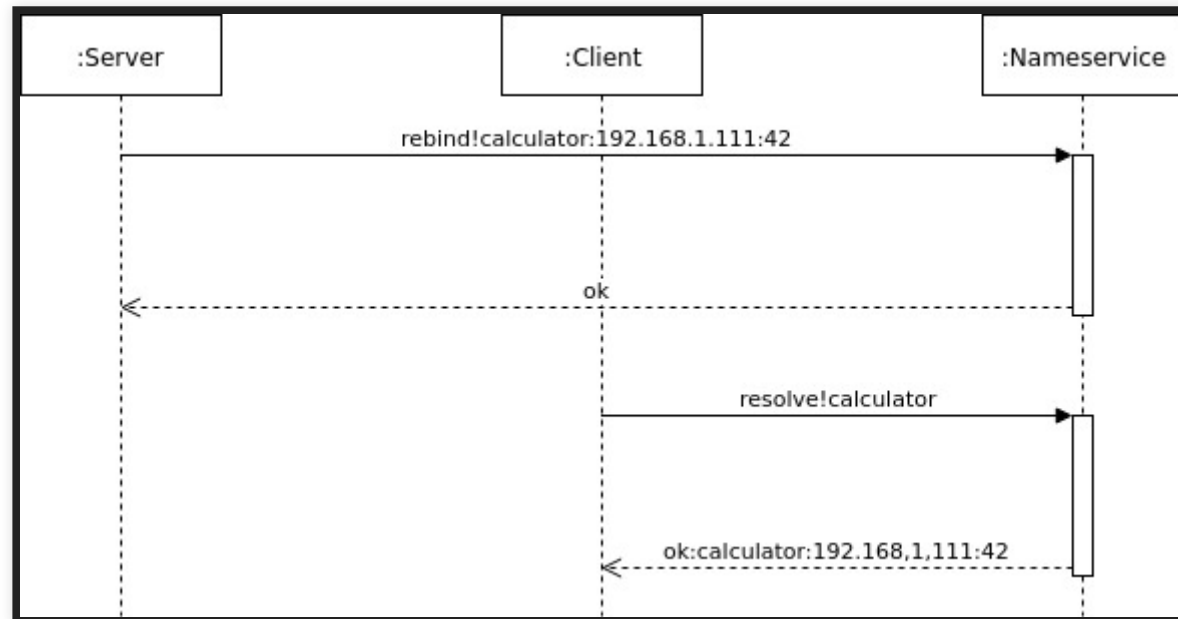 :Server
:Client
:Nameservice
rebind!calculator:192.168.1.111:42
ok
resolve!calculator
ok:calculator:192.168,1,111:42